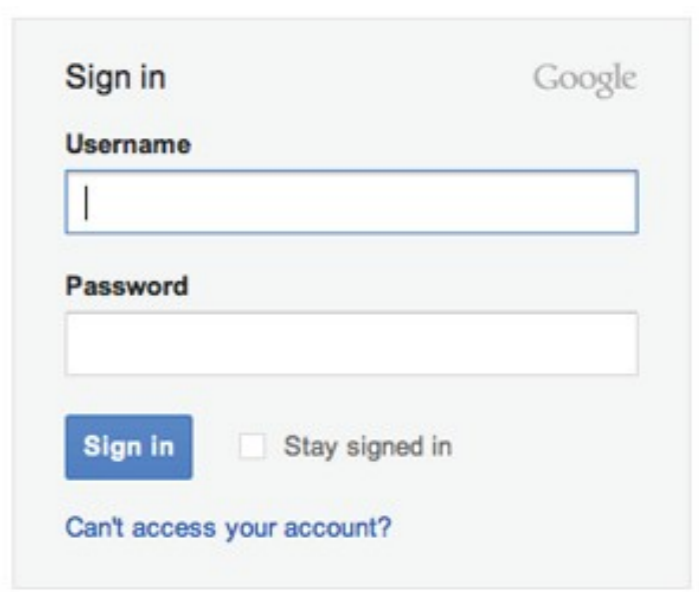 Sign in Google
Username
Password
Sign in Stay signed in
Can't access your account?